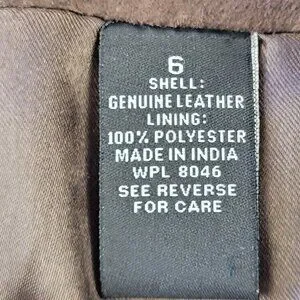 6
SHELL:
GENUINE LEATHER
LINING:
100% POLYESTER
MADE IN INDIA
WPL 8046
SEE REVERSE
FOR CARE